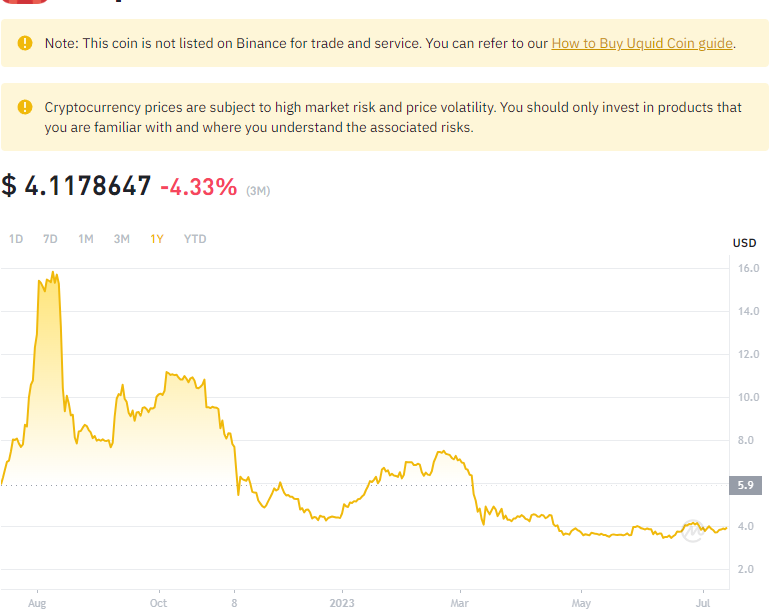 Note: This coin is not listed on Binance for trade and service. You can refer to our How to Buy Uquid Coin guide.
Cryptocurrency prices are subject to high market risk and price volatility. You should only invest in products that
you are familiar with and where you understand the associated risks.
$ 4.1178647 -4.33% (3M)
1D 7D 1M 3M 1Y YTD
USD
16.0
14.0
12.0
10.0
8.0
5.9
4.0
2.0
Aug Oct 8 2023 Mar May Jul